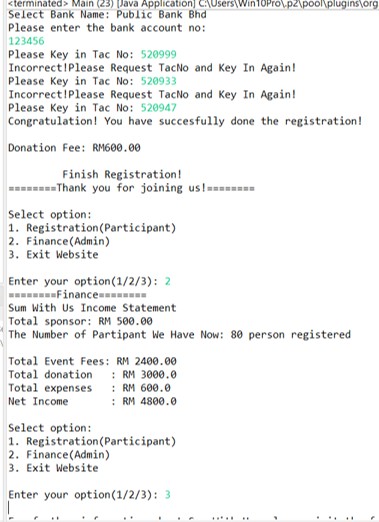 <terminated> Main (23) [Java Application] C:\Users\Win10Pro\.p2\pool\plugins\org
Select Bank Name: Public Bank Bhd
Please enter the bank account no:
123456
Please Key in Tac No: 520999
Incorrect!Please Request TacNo and Key In Again!
Please Key in Tac No: 520933
Incorrect!Please Request TacNo and Key In Again!
Please Key in Tac No: 520947
Congratulation! You have succesfully done the registration!
Donation Fee: RM600.00
Finish Registration!
========Thank you for joining us!========
Select option:
1. Registration(Participant)
2. Finance(Admin)
3. Exit Website
Enter your option(1/2/3): 2
========Finance========
Sum With Us Income Statement
Total sponsor: RM 500.00
The Number of Partipant We Have Now: 80 person registered
Total Event Fees: RM 2400.00
Total donation : RM 3000.0
Total expenses : RM 600.0
Net Income : RM 4800.0
Select option:
1. Registration(Participant)
2. Finance(Admin)
3. Exit Website
Enter your option(1/2/3): 3